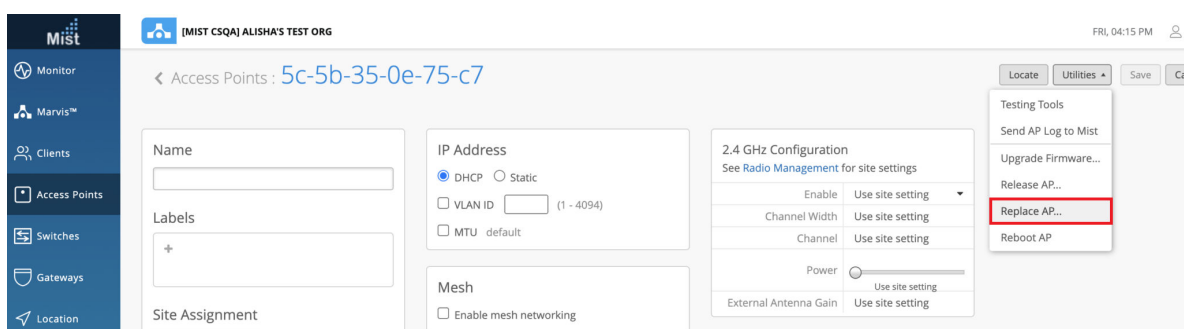 Mist
[MIST CSQA] ALISHA'S TEST ORG
FRI, 04:15 PM
Monitor
Marvis™
Clients
Access Points
Switches
Gateways
Location
< Access Points : 5c-5b-35-0e-75-c7
Locate
Utilities
Save
Testing Tools
Send AP Log to Mist
Upgrade Firmware...
Release AP...
Replace AP...
Reboot AP
Name
Labels
+
Site Assignment
IP Address
DHCP Static
VLAN ID (1 - 4094)
MTU default
Mesh
Enable mesh networking
2.4 GHz Configuration
See Radio Management for site settings
Enable Use site setting
Channel Width Use site setting
Channel Use site setting
Power
Use site setting
External Antenna Gain Use site setting